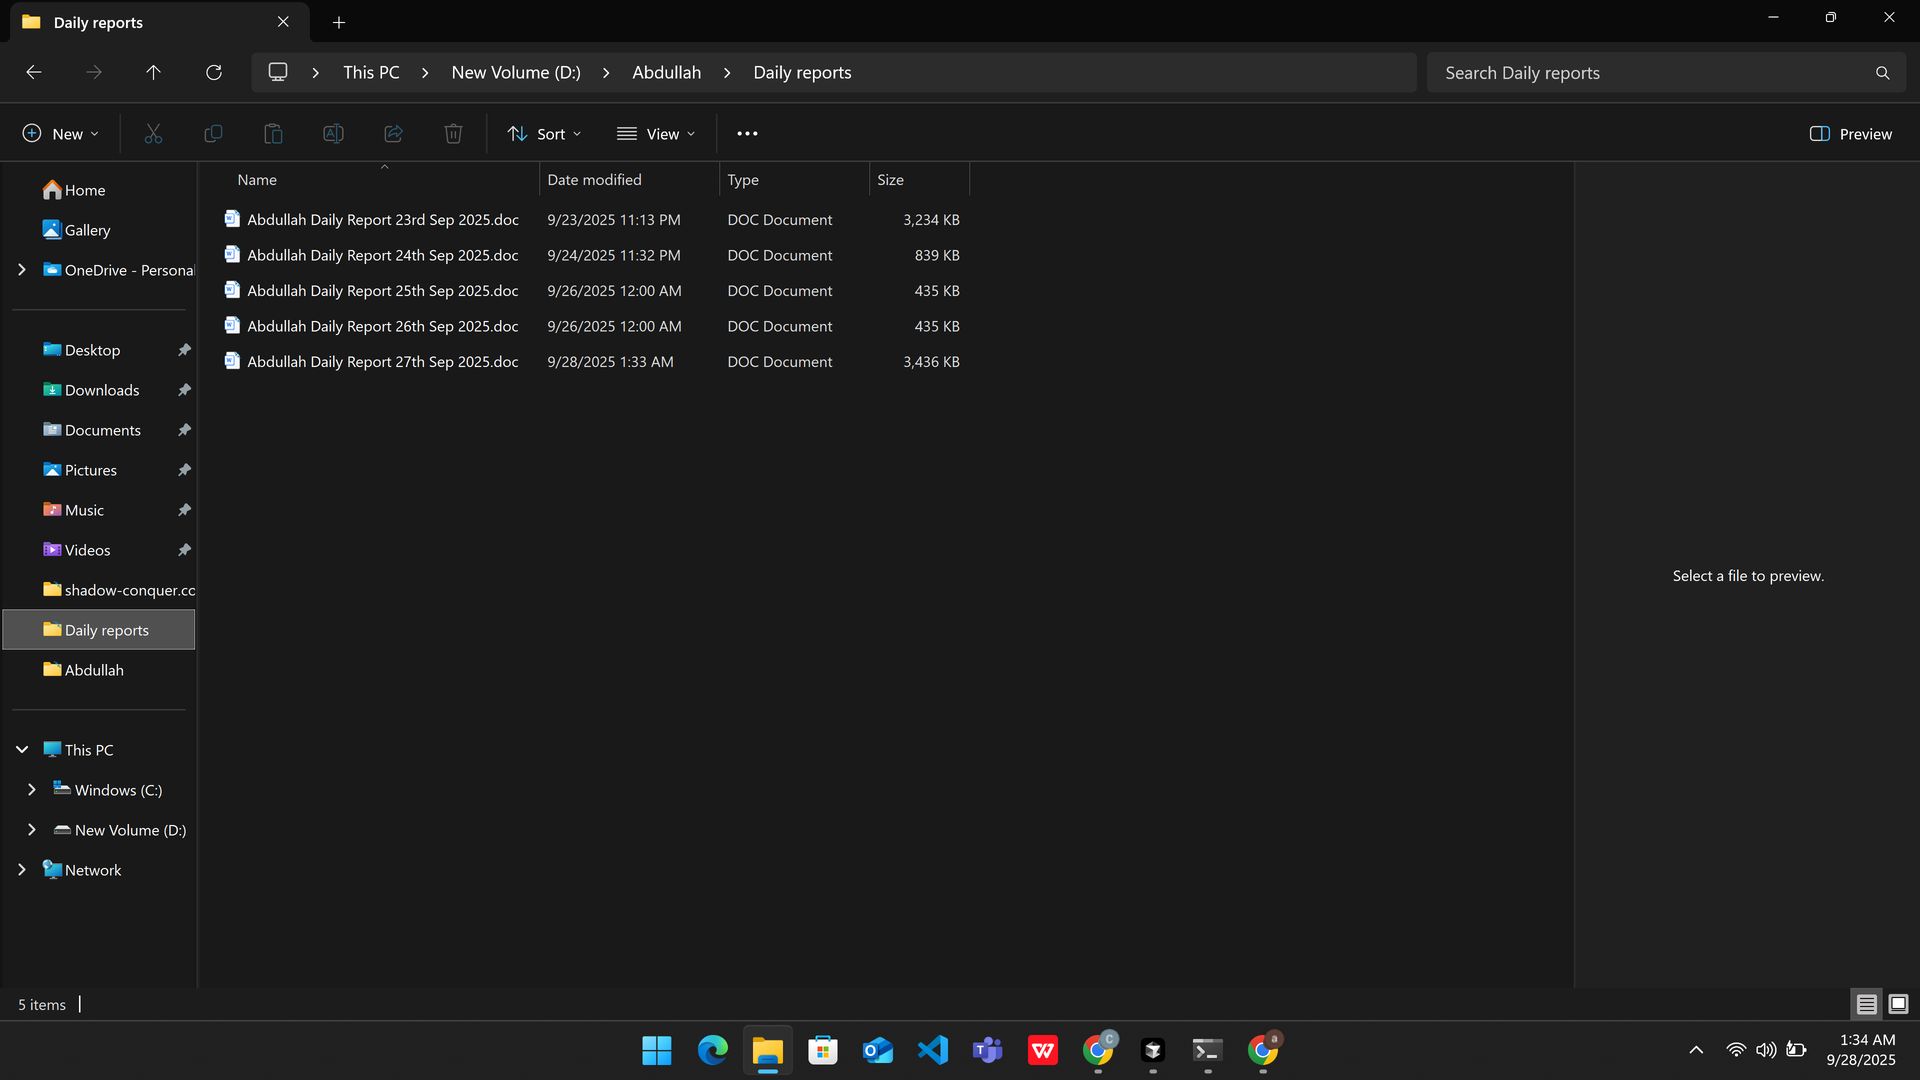 Daily reports
This PC > New Volume (D:) > Abdullah > Daily reports
Search Daily reports
New
Sort
View
Preview
Home
Gallery
OneDrive - Persona
Desktop
Downloads
Documents
Pictures
Music
Videos
shadow-conquer.co
Daily reports
Abdullah
This PC
Windows (C:)
New Volume (D:)
Network
Name Date modified Type Size
Abdullah Daily Report 23rd Sep 2025.doc 9/23/2025 11:13 PM DOC Document 3,234 KB
Abdullah Daily Report 24th Sep 2025.doc 9/24/2025 11:32 PM DOC Document 839 KB
Abdullah Daily Report 25th Sep 2025.doc 9/26/2025 12:00 AM DOC Document 435 KB
Abdullah Daily Report 26th Sep 2025.doc 9/26/2025 12:00 AM DOC Document 435 KB
Abdullah Daily Report 27th Sep 2025.doc 9/28/2025 1:33 AM DOC Document 3,436 KB
Select a file to preview.
5 items
1:34 AM
9/28/2025